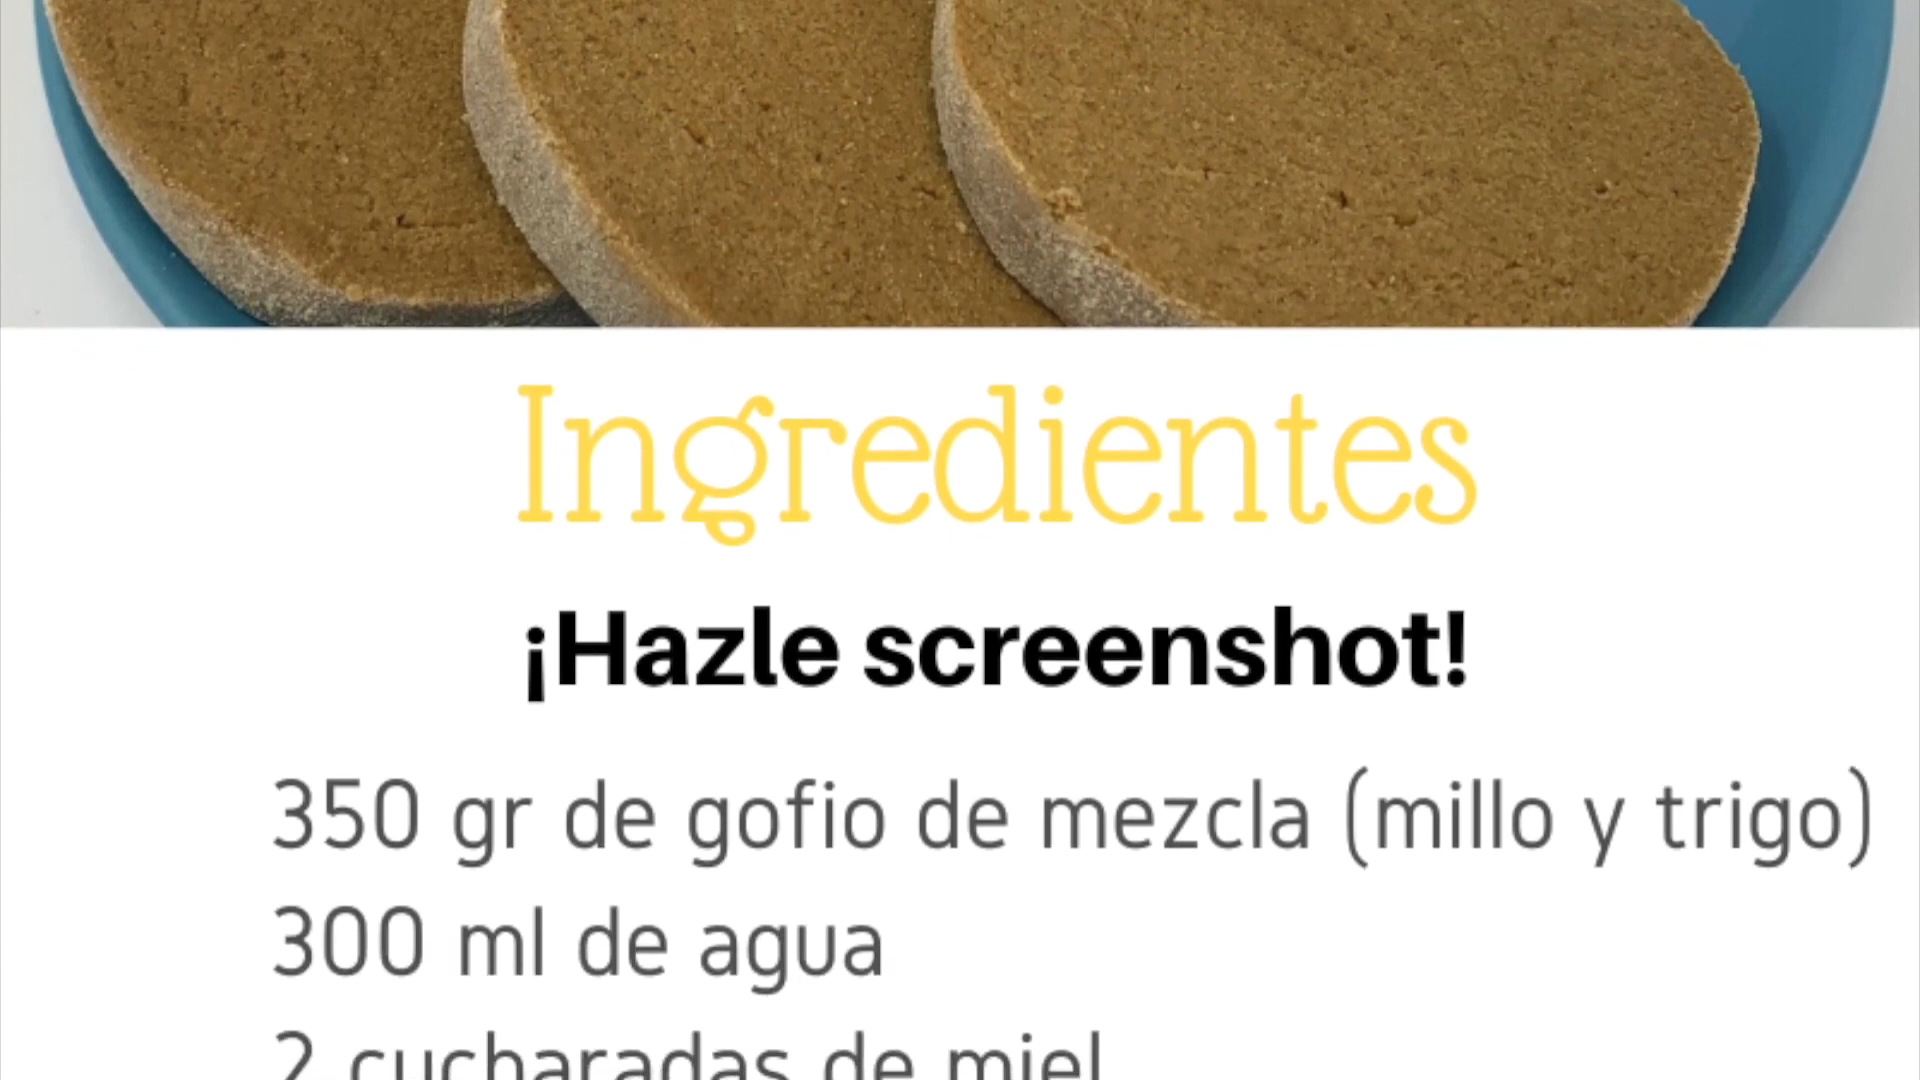 Ingredientes
¡Hazle screenshot!
350 gr de gofio de mezcla (millo y trigo)
300 ml de agua
2 cucharadas de miel